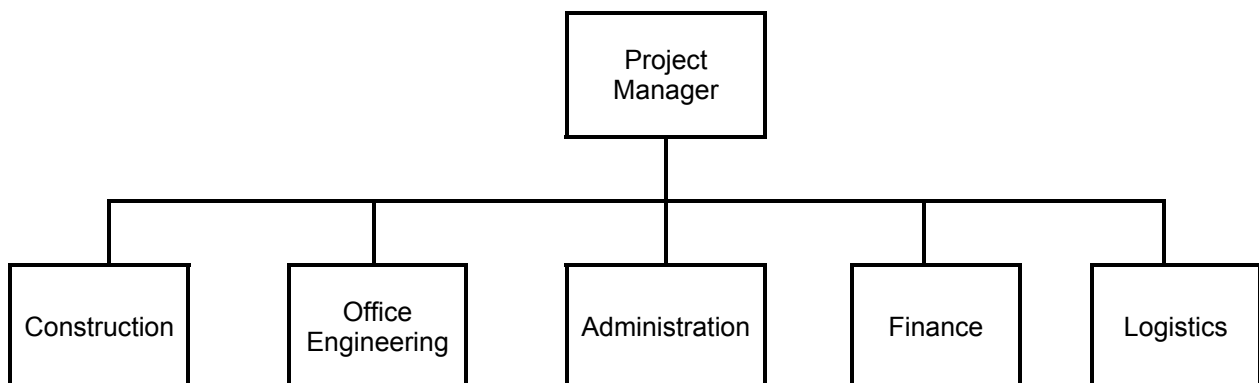 Project
Manager
Construction
Office
Engineering
Administration
Finance
Logistics